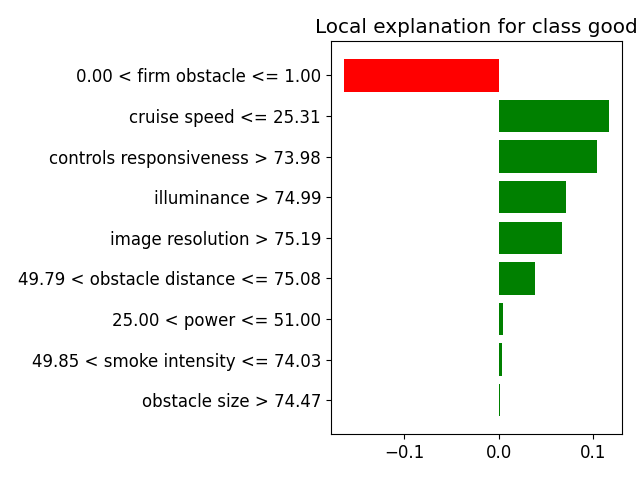 Local explanation for class good
0.00 < firm obstacle <= 1.00
cruise speed <= 25.31
controls responsiveness > 73.98
illuminance > 74.99
image resolution > 75.19
49.79 < obstacle distance <= 75.08
25.00 < power <= 51.00
49.85 < smoke intensity <= 74.03
obstacle size > 74.47
−0.1 0.0 0.1